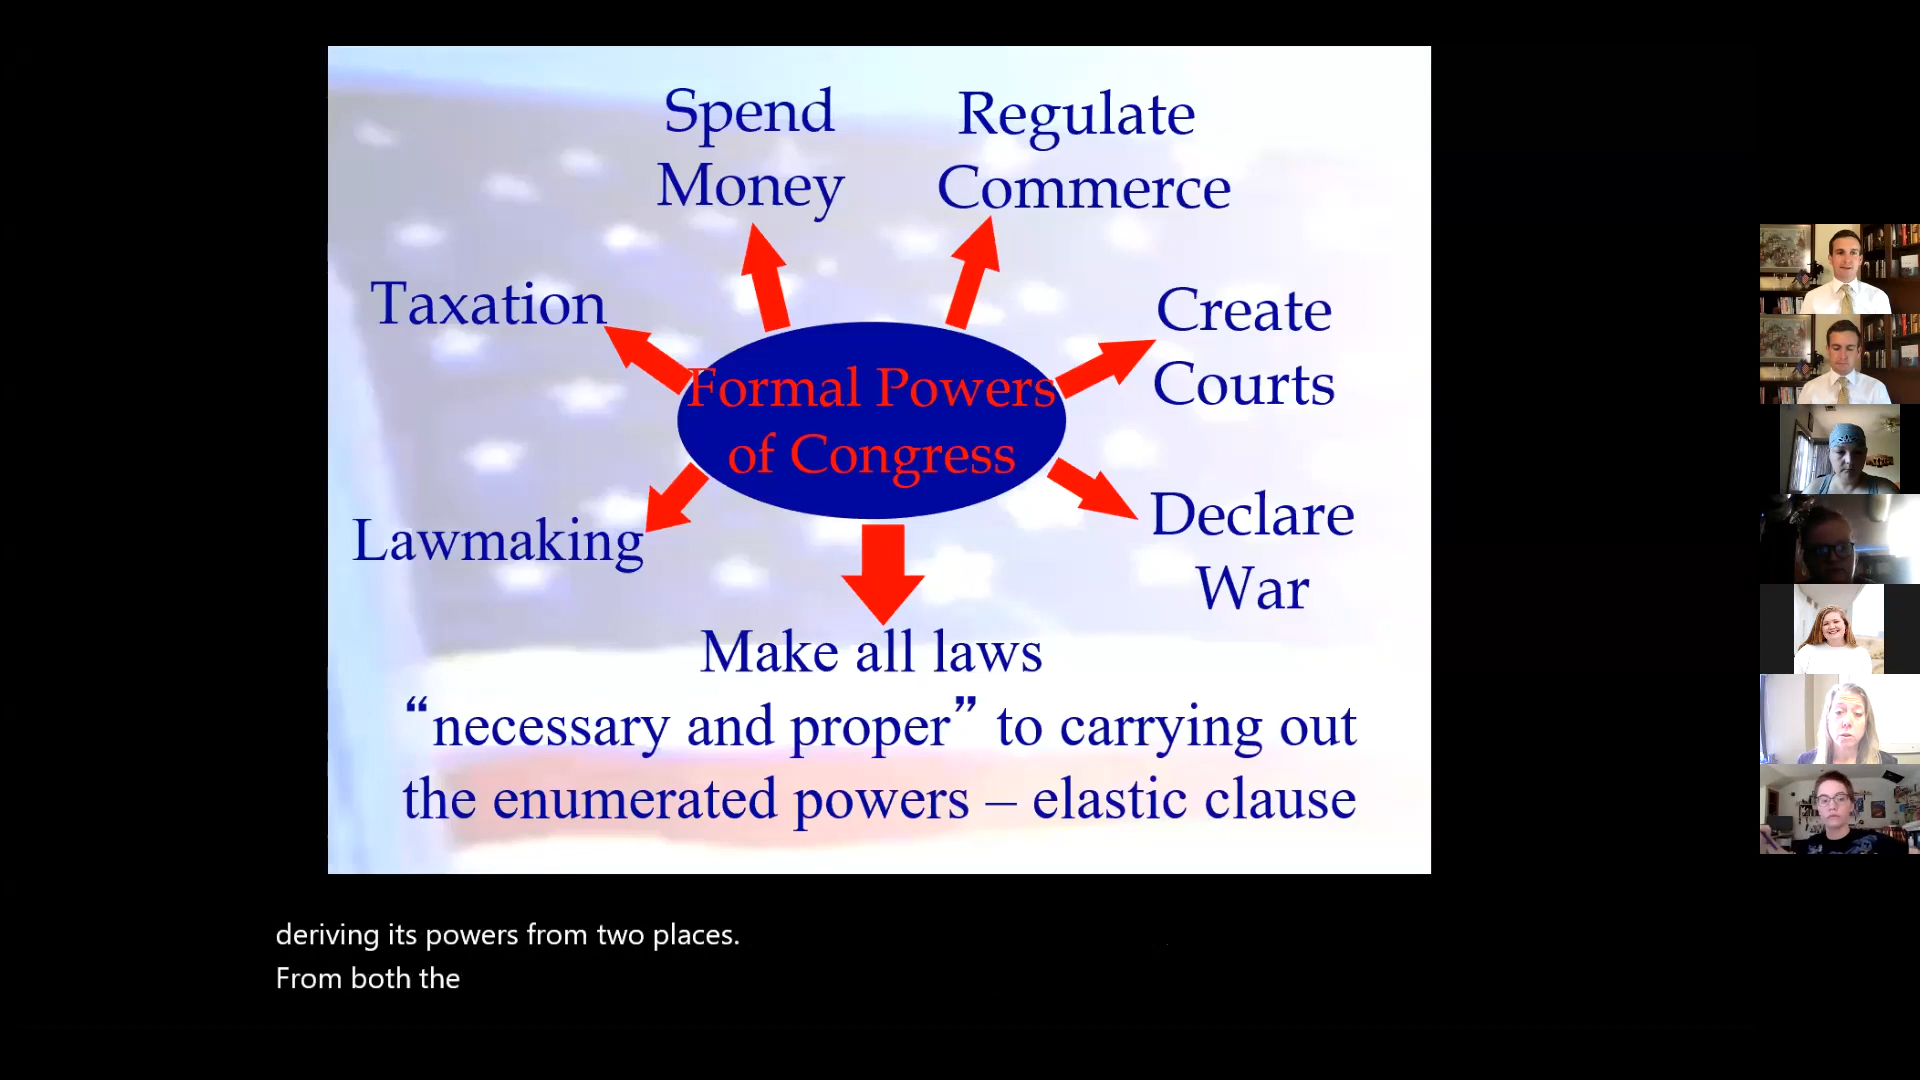 Spend
Money
Regulate
Commerce
Taxation
Create
Courts
Formal Powers
of Congress
Lawmaking
Declare
War
Make all laws
“necessary and proper” to carrying out
the enumerated powers – elastic clause
deriving its powers from two places.
From both the